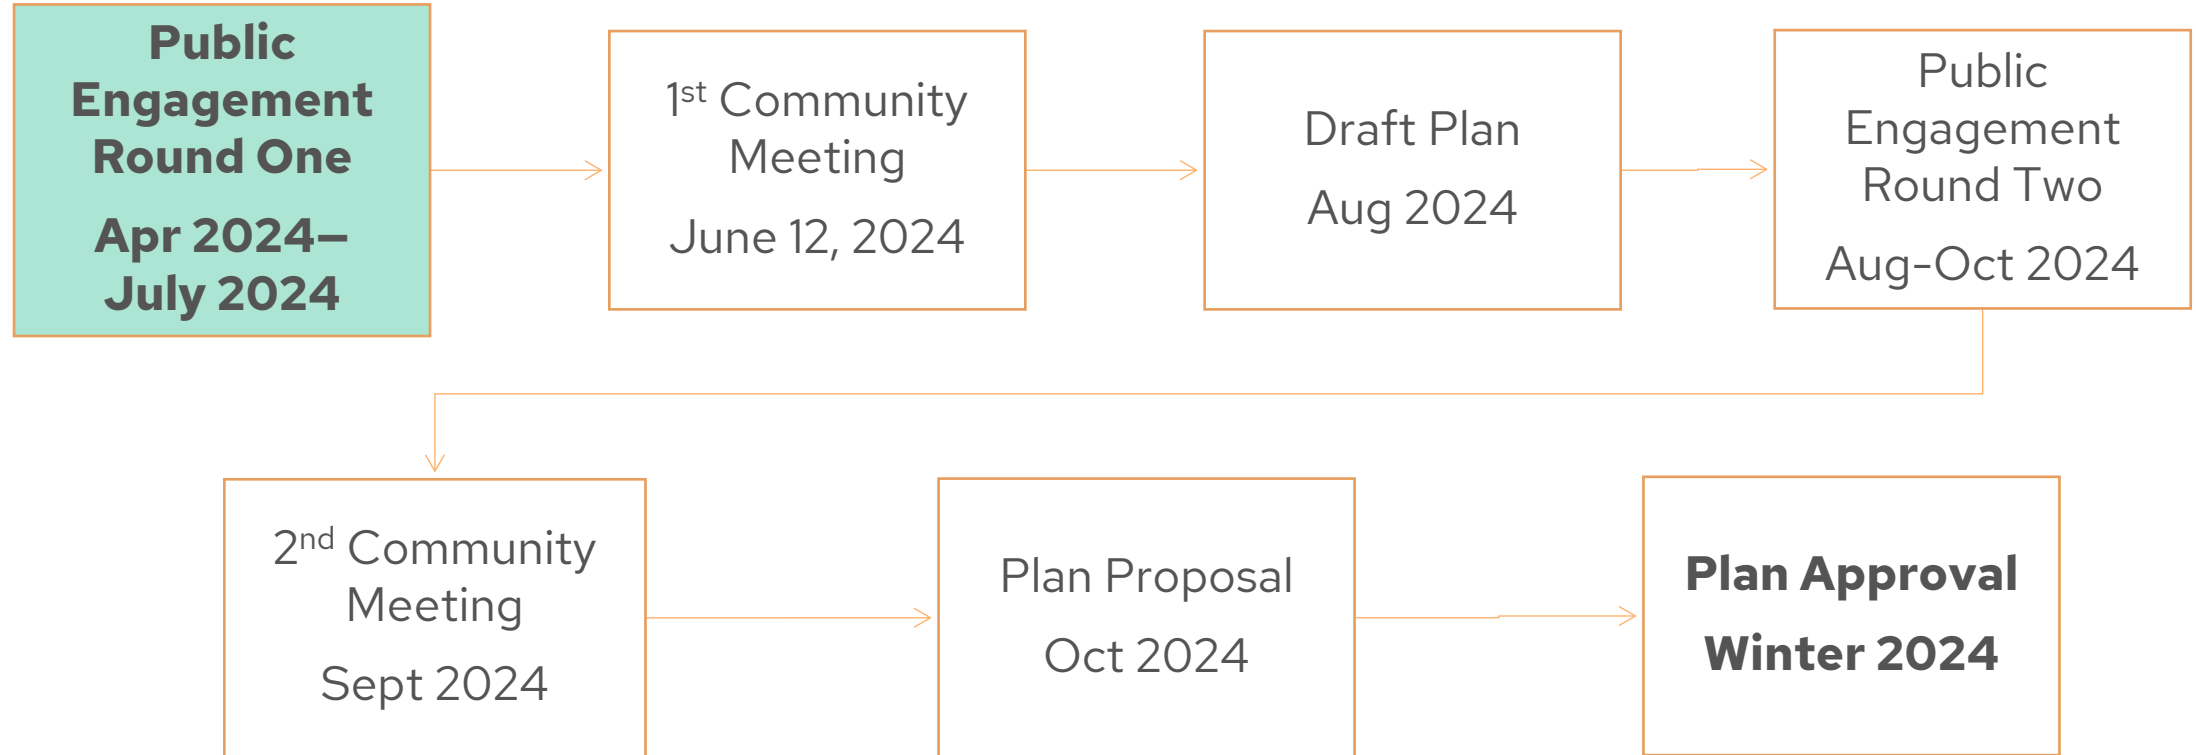 Public
Engagement
Round One
Apr 2024—
July 2024
1st Community
Meeting
June 12, 2024
Draft Plan
Aug 2024
Public
Engagement
Round Two
Aug-Oct 2024
2nd Community
Meeting
Sept 2024
Plan Proposal
Oct 2024
Plan Approval
Winter 2024